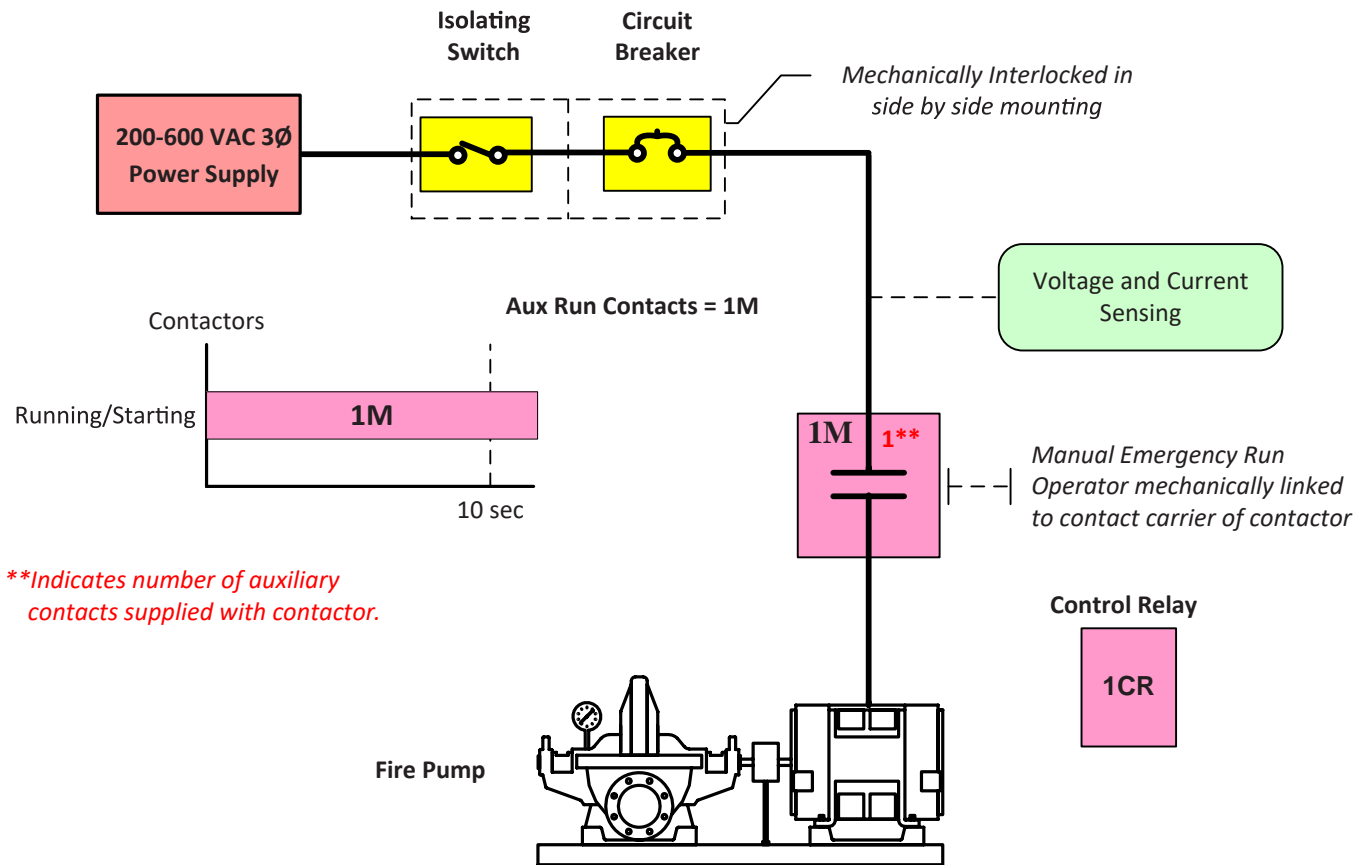 Isolating
Switch
Circuit
Breaker
Mechanically Interlocked in
side by side mounting
200-600 VAC 3Ø
Power Supply
Voltage and Current
Sensing
Aux Run Contacts = 1M
Contactors
Running/Starting
1M
10 sec
1M
1**
Manual Emergency Run
Operator mechanically linked
to contact carrier of contactor
**Indicates number of auxiliary
contacts supplied with contactor.
Control Relay
1CR
Fire Pump